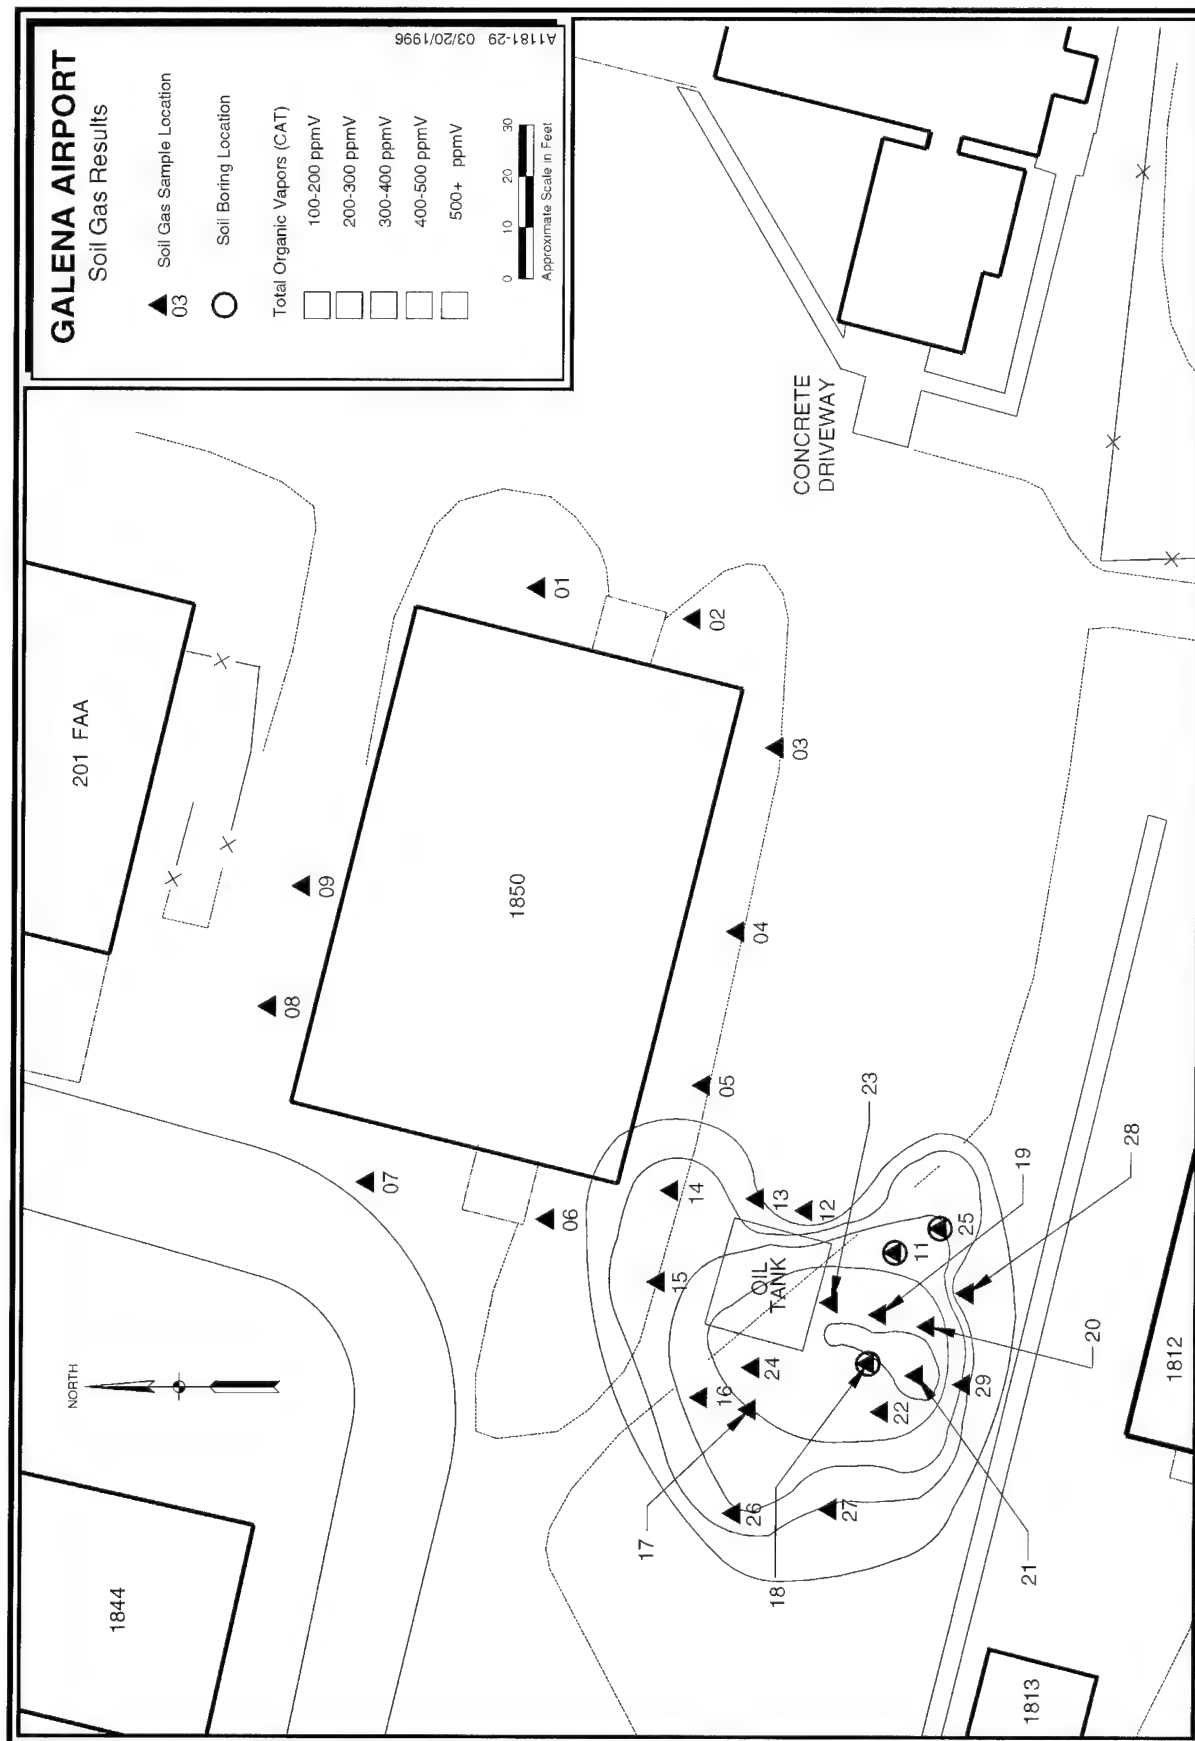 GALENA AIRPORT
Soil Gas Results
03
Soil Gas Sample Location
Soil Boring Location
Total Organic Vapors (CAT)
100-200 ppmV
200-300 ppmV
300-400 ppmV
400-500 ppmV
500+ ppmV
0 10 20 30
Approximate Scale in Feet
A1181-29 03/20/1996
NORTH
1844
201 FAA
1850
CONCRETE
DRIVEWAY
OIL
TANK
1812
1813
01
02
03
04
05
06
07
08
09
11
12
13
14
15
16
17
18
19
20
21
22
23
24
25
26
27
28
29